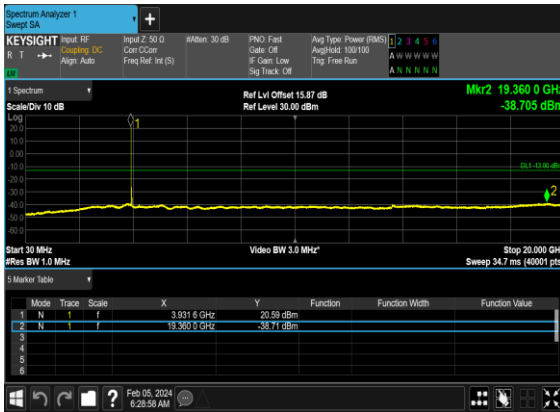 Spectrum Analyzer 1
Swept SA
+
KEYSIGHT Input: RF Input Z: 50 Ω #Atten: 30 dB PNO: Fast Avg Type: Power (RMS) 1 2 3 4 5 6
R T Coupling: DC Corr CCorr Gate: Off Avg|Hold: 100/100 A W W W W W
Align: Auto Freq Ref: Int (S) IF Gain: Low Trig: Free Run
LXI Sig Track: Off A N N N N N
1 Spectrum Ref Lvl Offset 15.87 dB Mkr2 19.360 0 GHz
Scale/Div 10 dB Ref Level 30.00 dBm -38.705 dBm
Log
20.0
10.0
0.00
-10.0
-20.0
-30.0
-40.0
-50.0
-60.0
1
DL1 -13.00 dBm
2
Start 30 MHz Video BW 3.0 MHz* Stop 20.000 GHz
#Res BW 1.0 MHz Sweep 34.7 ms (40001 pts)
5 Marker Table
Mode Trace Scale X Y Function Function Width Function Value
1 N 1 f 3.931 6 GHz 20.59 dBm
2 N 1 f 19.360 0 GHz -38.71 dBm
3
4
5
6
? Feb 05, 2024
6:28:58 AM